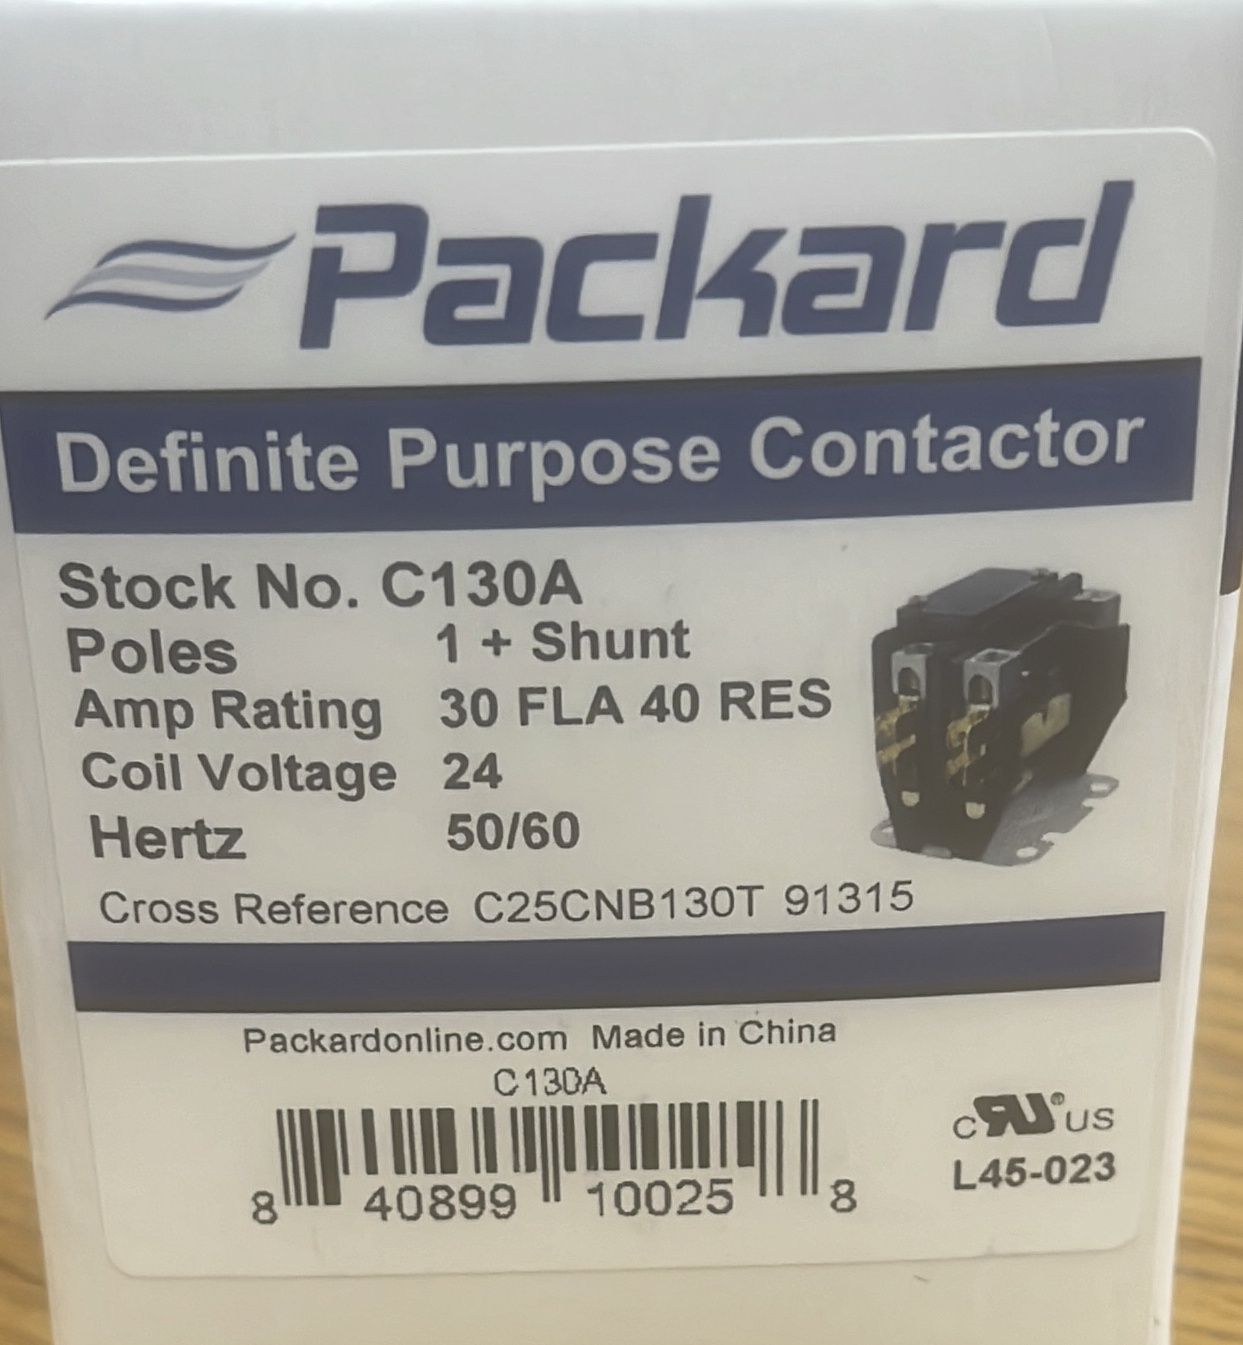 Packard
Definite Purpose Contactor
Stock No. C130A
Poles 1 + Shunt
Amp Rating 30 FLA 40 RES
Coil Voltage 24
Hertz 50/60
Cross Reference C25CNB130T 91315
Packardonline.com Made in China
C130A
8 40899 10025 8
c RU® US
L45-023